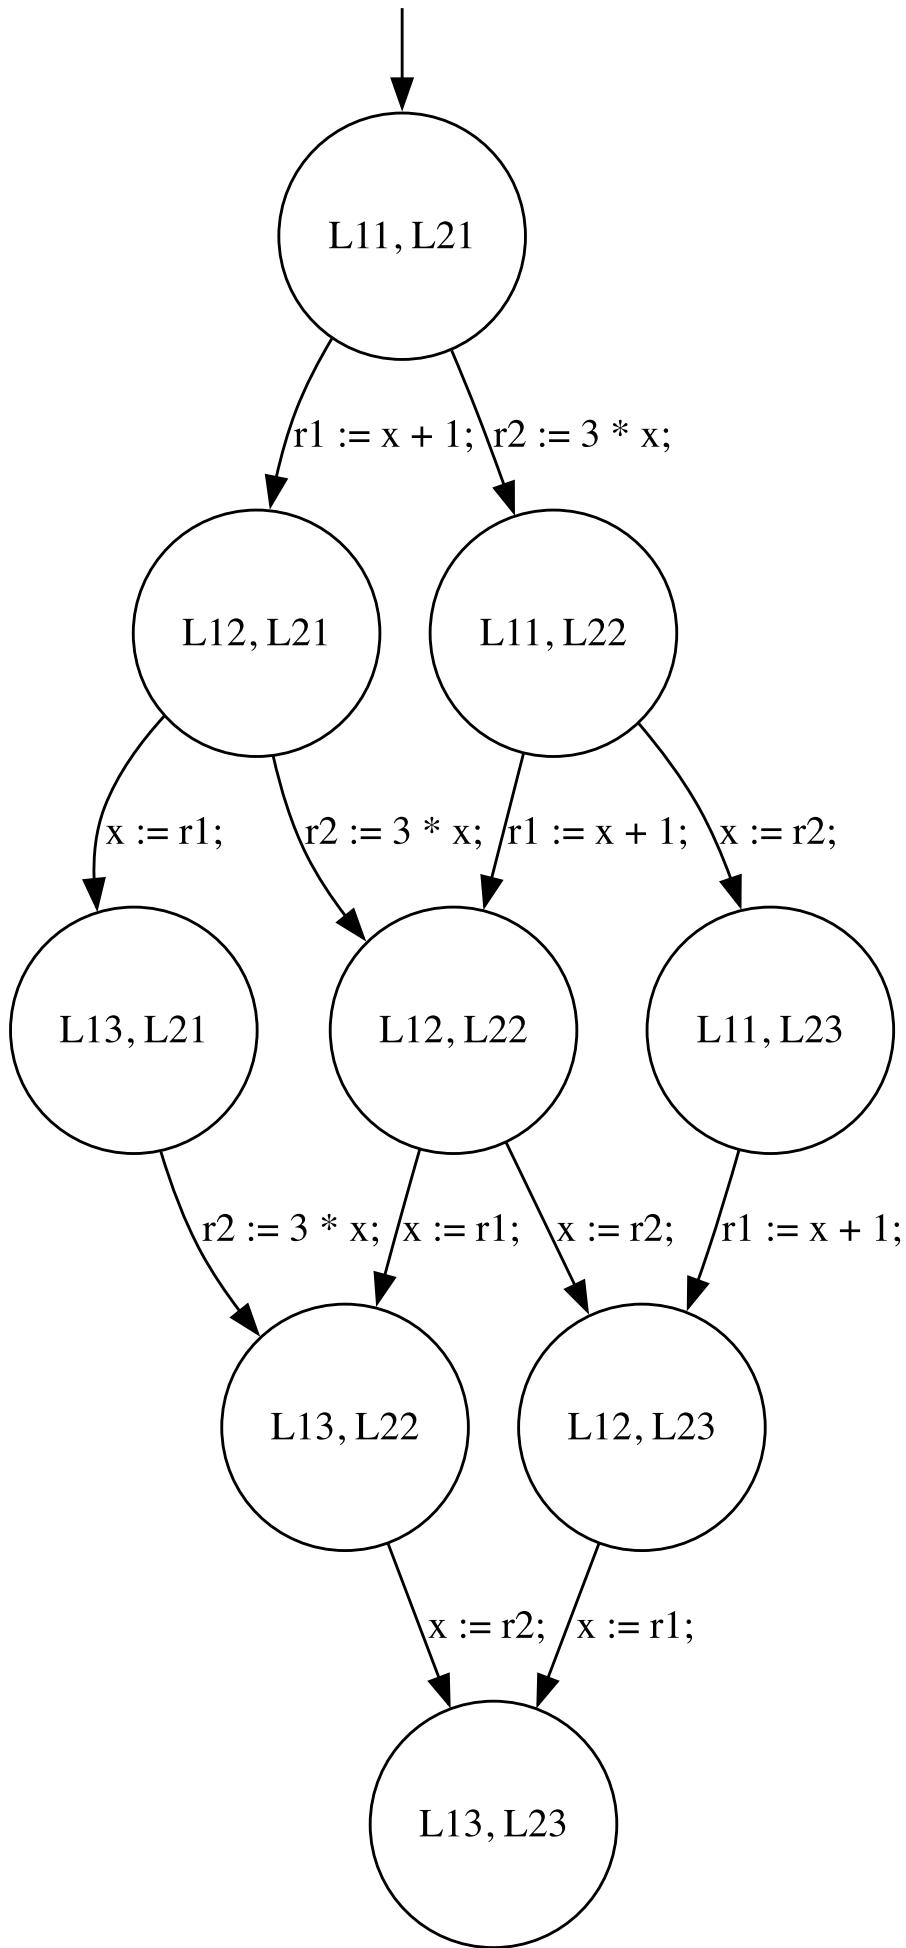 L11, L21
r1 := x + 1;
r2 := 3 * x;
L12, L21
L11, L22
x := r1;
r2 := 3 * x;
r1 := x + 1;
x := r2;
L13, L21
L12, L22
L11, L23
r2 := 3 * x;
x := r1;
x := r2;
r1 := x + 1;
L13, L22
L12, L23
x := r2;
x := r1;
L13, L23